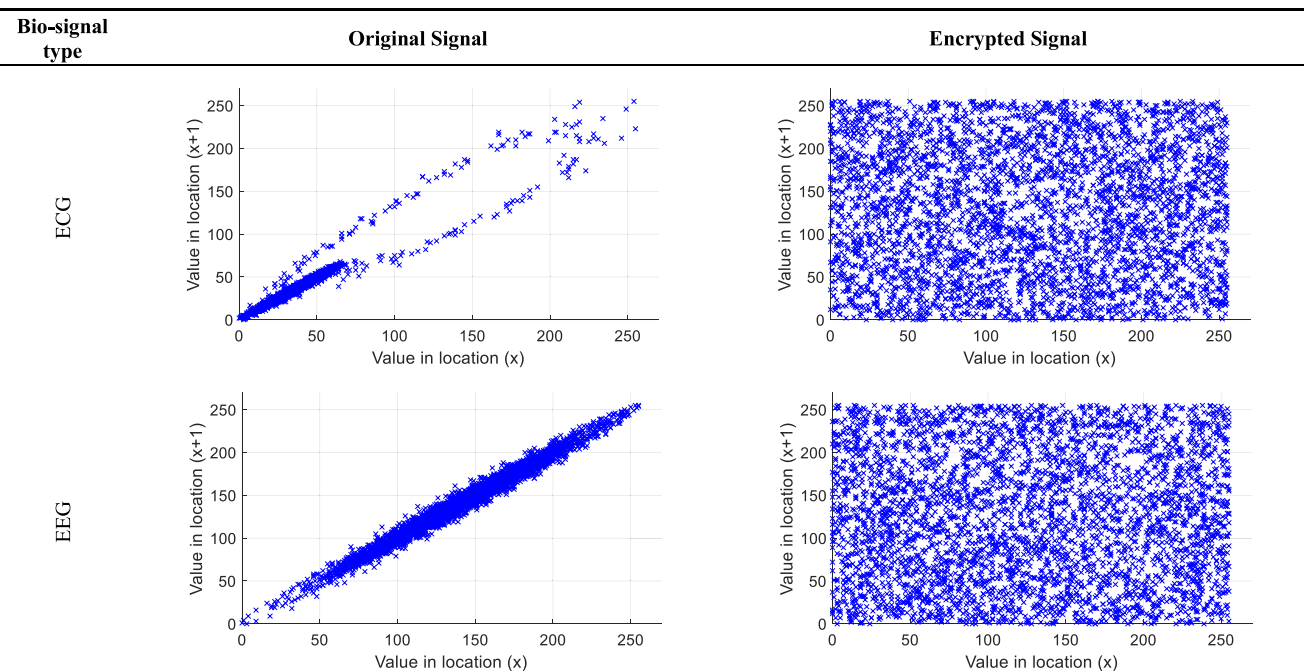 Bio-signal
type
Original Signal
Encrypted Signal
ECG
Value in location (x+1)
250
200
150
100
50
0
0 50 100 150 200 250
Value in location (x)
Value in location (x+1)
250
200
150
100
50
0
0 50 100 150 200 250
Value in location (x)
EEG
Value in location (x+1)
250
200
150
100
50
0
0 50 100 150 200 250
Value in location (x)
Value in location (x+1)
250
200
150
100
50
0
0 50 100 150 200 250
Value in location (x)